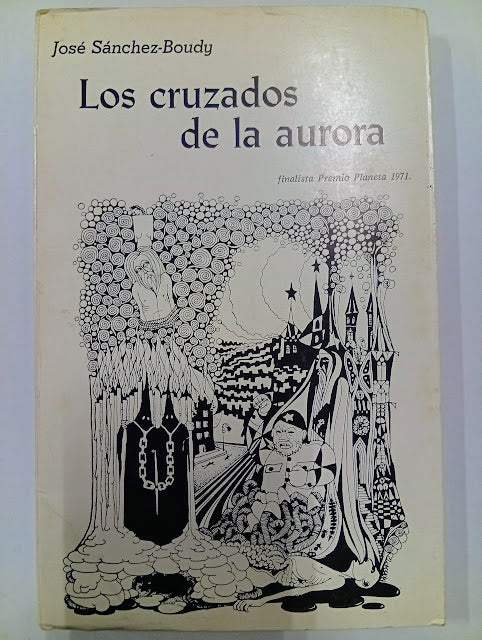 José Sánchez-Boudy
Los cruzados
de la aurora
finalista Premio Planeta 1971.